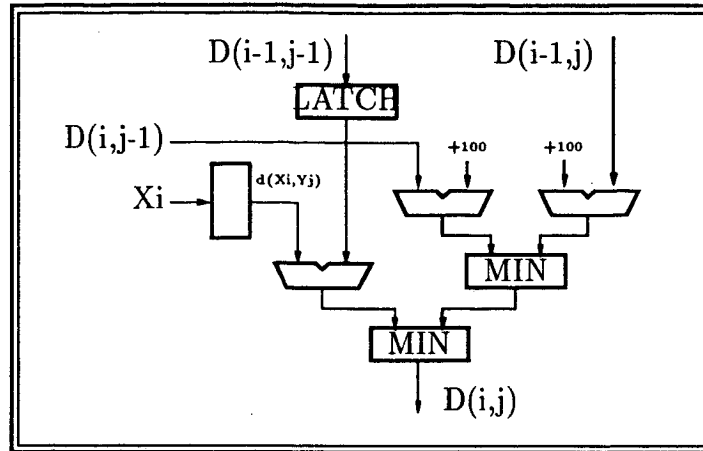 D(i-1,j-1)
D(i-1,j)
LATCH
D(i,j-1)
+100
+100
d(Xi,Yj)
Xi
MIN
MIN
D(i,j)